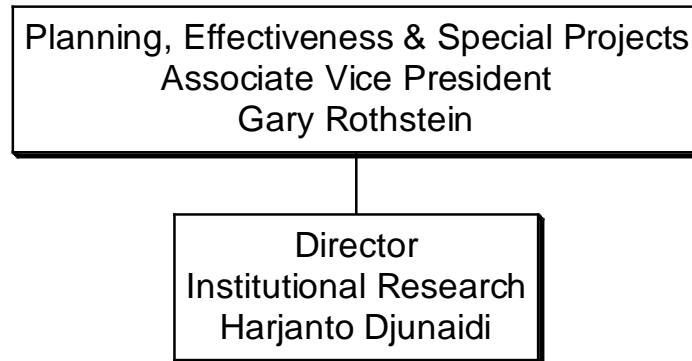 Planning, Effectiveness & Special Projects
Associate Vice President
Gary Rothstein
Director
Institutional Research
Harjanto Djunaidi